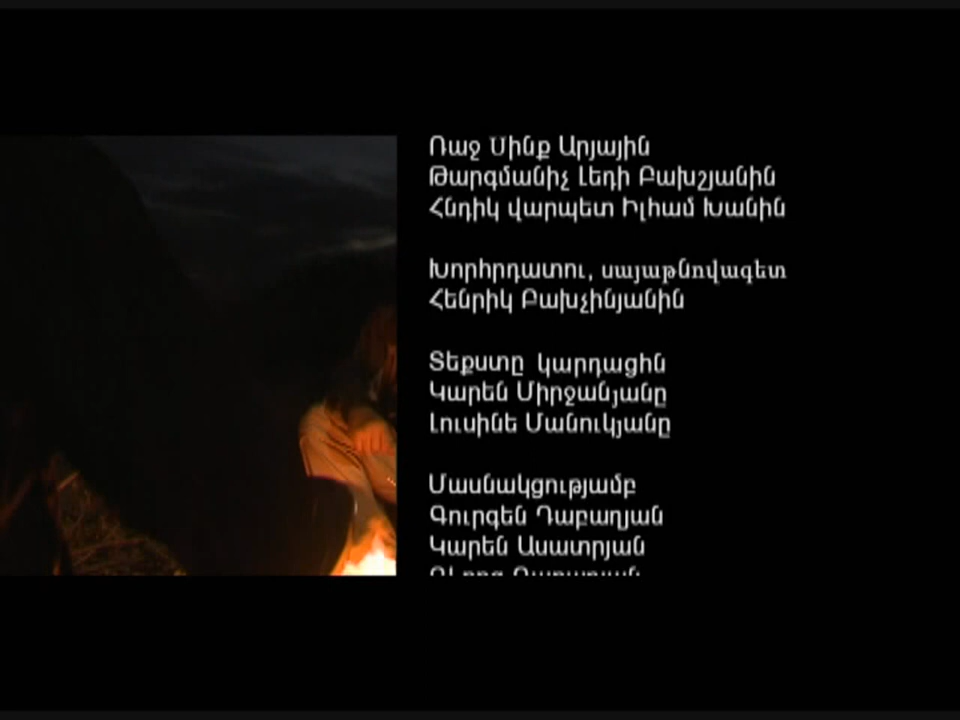 Ռաջ Սինք Արյային
Թարգմանիչ Լեդի Բախշյանին
Հնդիկ վարպետ Իլհամ Խանին
Խորհրդատու, սայաթնովագետ
Հենրիկ Բախչինյանին
Տեքստը կարդացին
Կարեն Միրջանյանը
Լուսինե Մանուկյանը
Մասնակցությամբ
Գուրգեն Դաբաղյան
Կարեն Ասատրյան